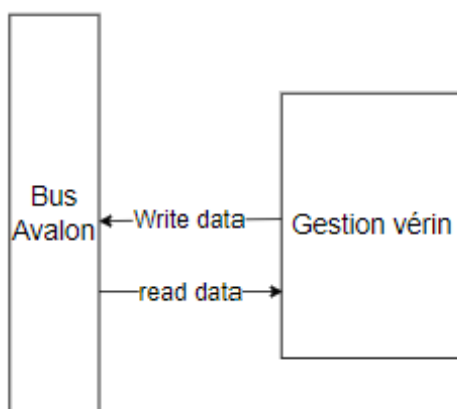 Bus
Avalon
Write data
Gestion vérin
read data